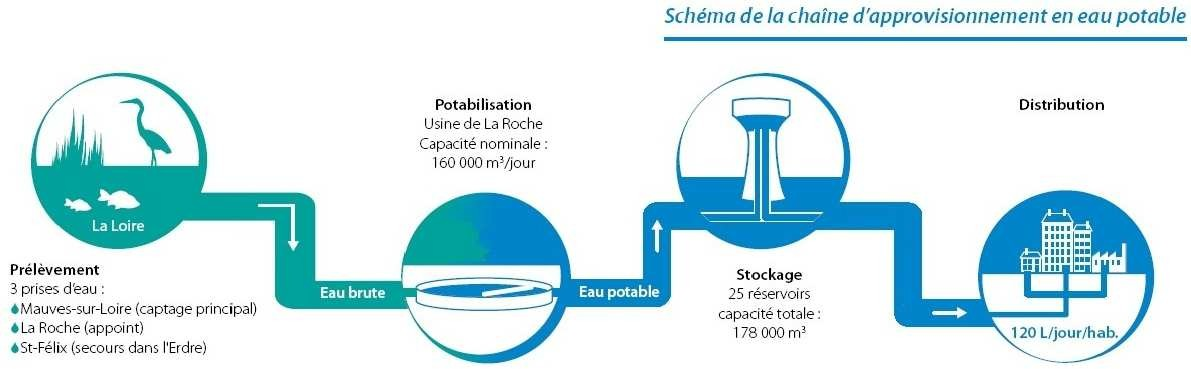 Schéma de la chaîne d'approvisionnement en eau potable
La Loire
Prélèvement
3 prises d'eau :
Mauves-sur-Loire (captage principal)
La Roche (appoint)
St-Félix (secours dans l'Erdre)
Eau brute
Potabilisation
Usine de La Roche
Capacité nominale :
160 000 m³/jour
Eau potable
Stockage
25 réservoirs
capacité totale :
178 000 m³
Distribution
120 L/jour/hab.